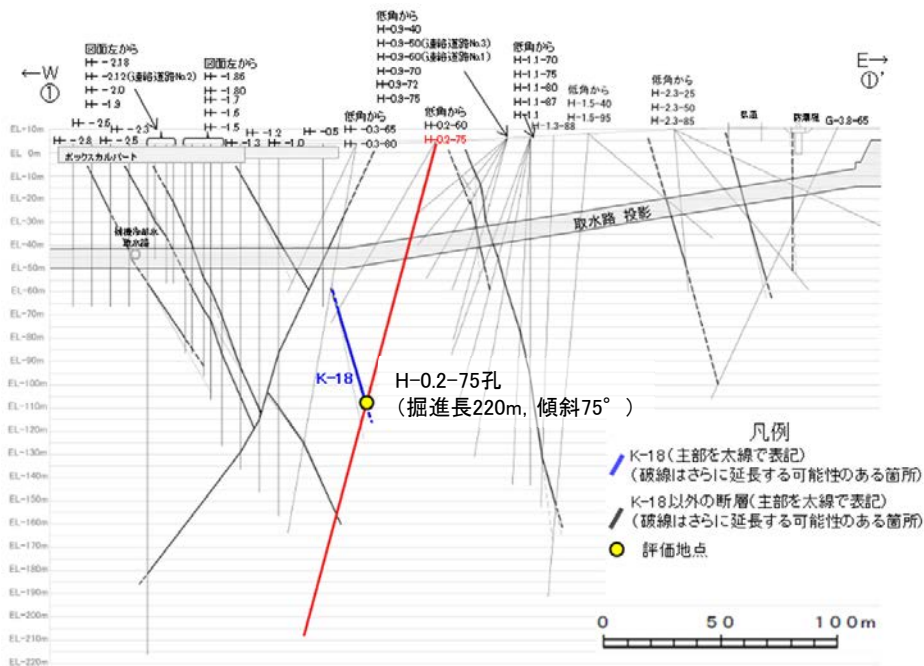 ←W
①
図面左から
H- -2.18
H- -2.12(連絡道路No.2)
H- -2.0
H- -1.9
図面左から
H- -1.85
H- -1.80
H- -1.7
H- -1.6
H- -1.5
低角から
H-0.9-40
H-0.9-50(連絡道路No.3)
H-0.9-60(連絡道路No.1)
H-0.9-70
H-0.9-72
H-0.9-75
低角から
H-1.1-70
H-1.1-75
H-1.1-80
H-1.1-87
H-1.1
H-1.3-88
低角から
H-1.5-40
H-1.5-95
低角から
H-2.3-25
H-2.3-50
H-2.3-85
E→
①'
G-3.8-65
H- -2.8
H- -2.6
H- -2.5
H- -2.3
H- -1.3
H- -1.2
H- -1.0
H- -0.5
低角から
H- -0.3-65
H- -0.3-80
低角から
H-0.2-60
H-0.2-75
ボックスカルバート
取水路
取水路 投影
EL+10m
EL 0m
EL-10m
EL-20m
EL-30m
EL-40m
EL-50m
EL-60m
EL-70m
EL-80m
EL-90m
EL-100m
EL-110m
EL-120m
EL-130m
EL-140m
EL-150m
EL-160m
EL-170m
EL-180m
EL-190m
EL-200m
EL-210m
EL-220m
K-18
H-0.2-75孔
（掘進長220m, 傾斜75°）
凡例
K-18(主部を太線で表記)
(破線はさらに延長する可能性のある箇所)
K-18以外の断層(主部を太線で表記)
(破線はさらに延長する可能性のある箇所)
評価地点
0 50 100m